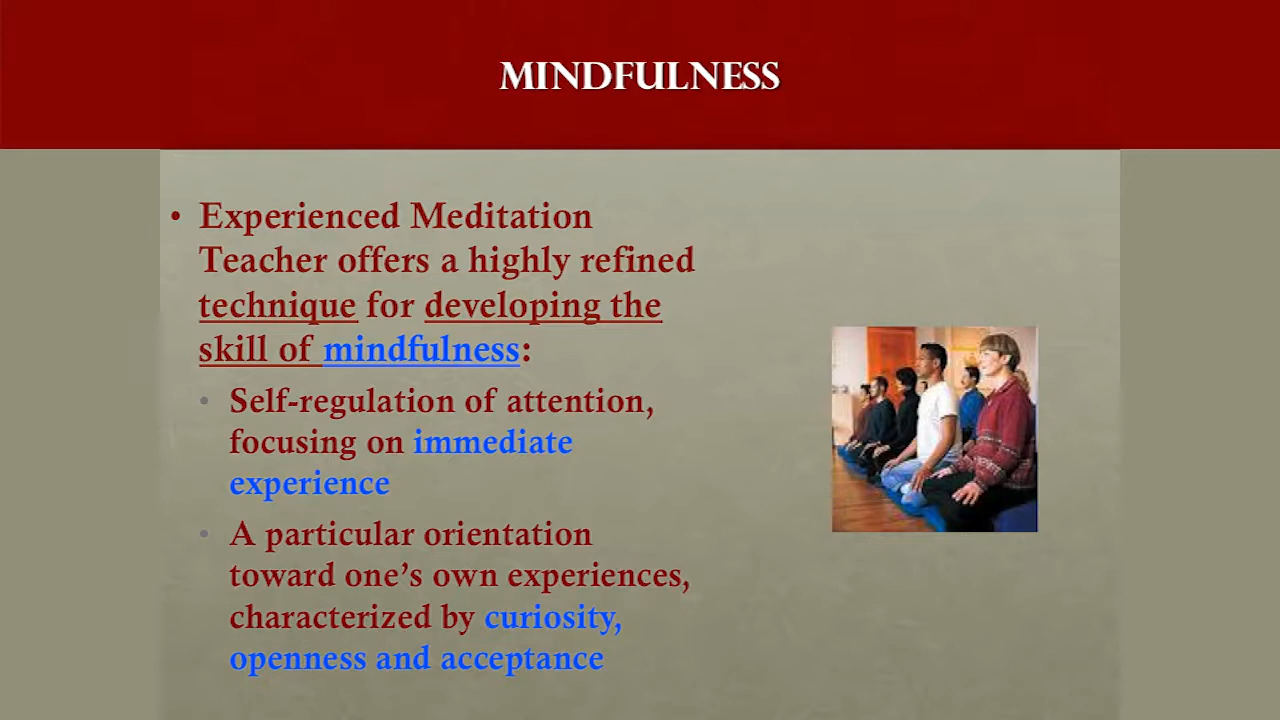 MINDFULNESS
• Experienced Meditation
Teacher offers a highly refined
technique for developing the
skill of mindfulness:
• Self-regulation of attention,
focusing on immediate
experience
• A particular orientation
toward one’s own experiences,
characterized by curiosity,
openness and acceptance